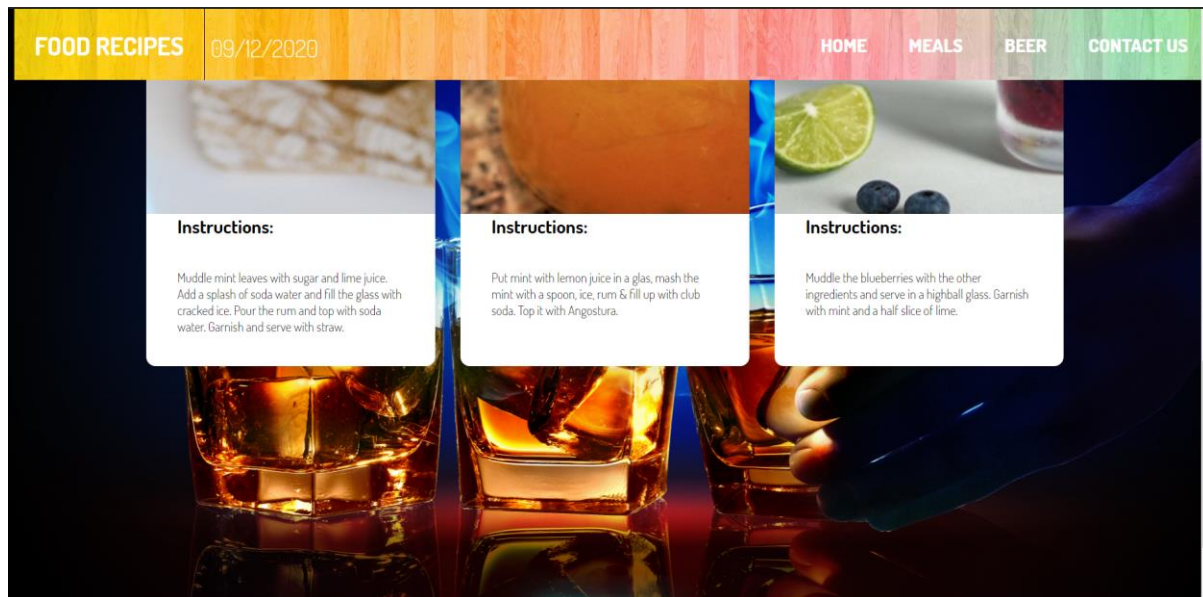 FOOD RECIPES
09/12/2020
HOME
MEALS
BEER
CONTACT US
Instructions:
Muddle mint leaves with sugar and lime juice.
Add a splash of soda water and fill the glass with
cracked ice. Pour the rum and top with soda
water. Garnish and serve with straw.
Instructions:
Put mint with lemon juice in a glas, mash the
mint with a spoon, ice, rum & fill up with club
soda. Top it with Angostura.
Instructions:
Muddle the blueberries with the other
ingredients and serve in a highball glass. Garnish
with mint and a half slice of lime.